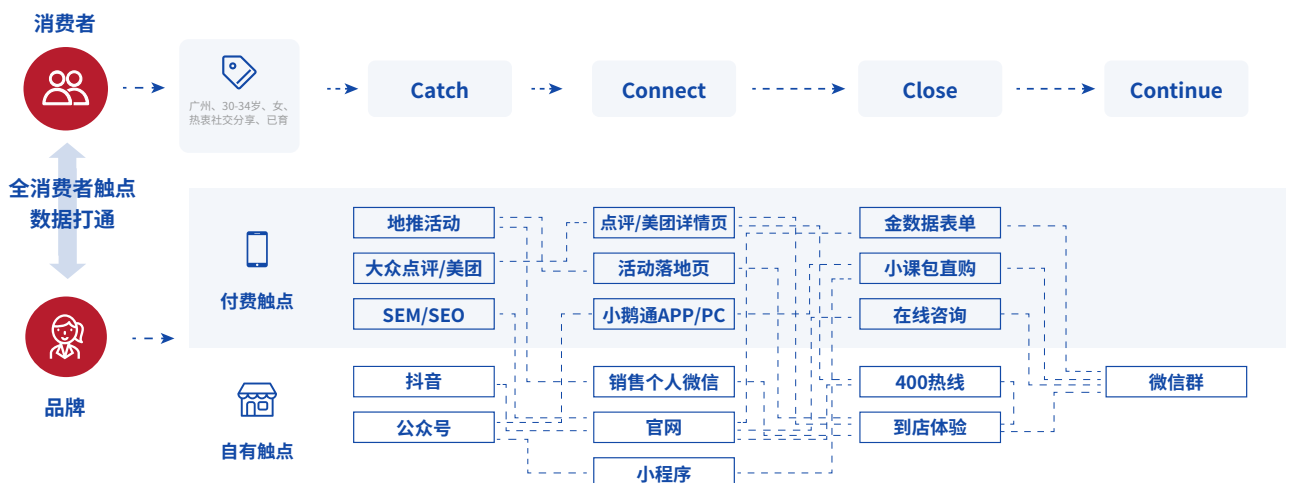 消费者
广州、30-34岁、女、
热衷社交分享、已育
Catch
Connect
Close
Continue
全消费者触点
数据打通
品牌
付费触点
地推活动
点评/美团详情页
金数据表单
大众点评/美团
活动落地页
小课包直购
SEM/SEO
小鹅通APP/PC
在线咨询
自有触点
抖音
销售个人微信
400热线
微信群
公众号
官网
到店体验
小程序